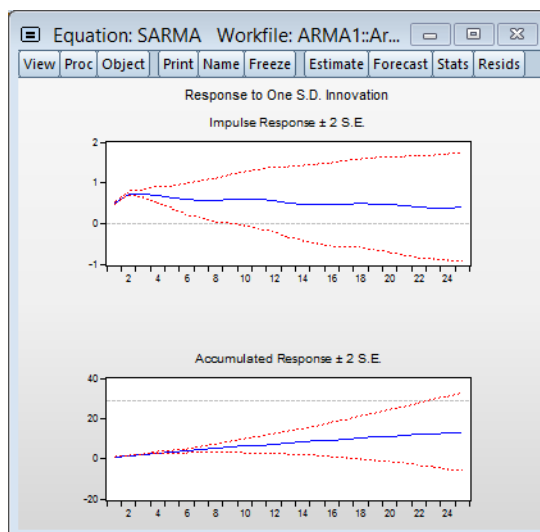 Equation: SARMA Workfile: ARMA1::Ar...
View Proc Object Print Name Freeze Estimate Forecast Stats Resids
Response to One S.D. Innovation
Impulse Response ± 2 S.E.
2
1
0
-1
2 4 6 8 10 12 14 16 18 20 22 24
Accumulated Response ± 2 S.E.
40
20
0
-20
2 4 6 8 10 12 14 16 18 20 22 24